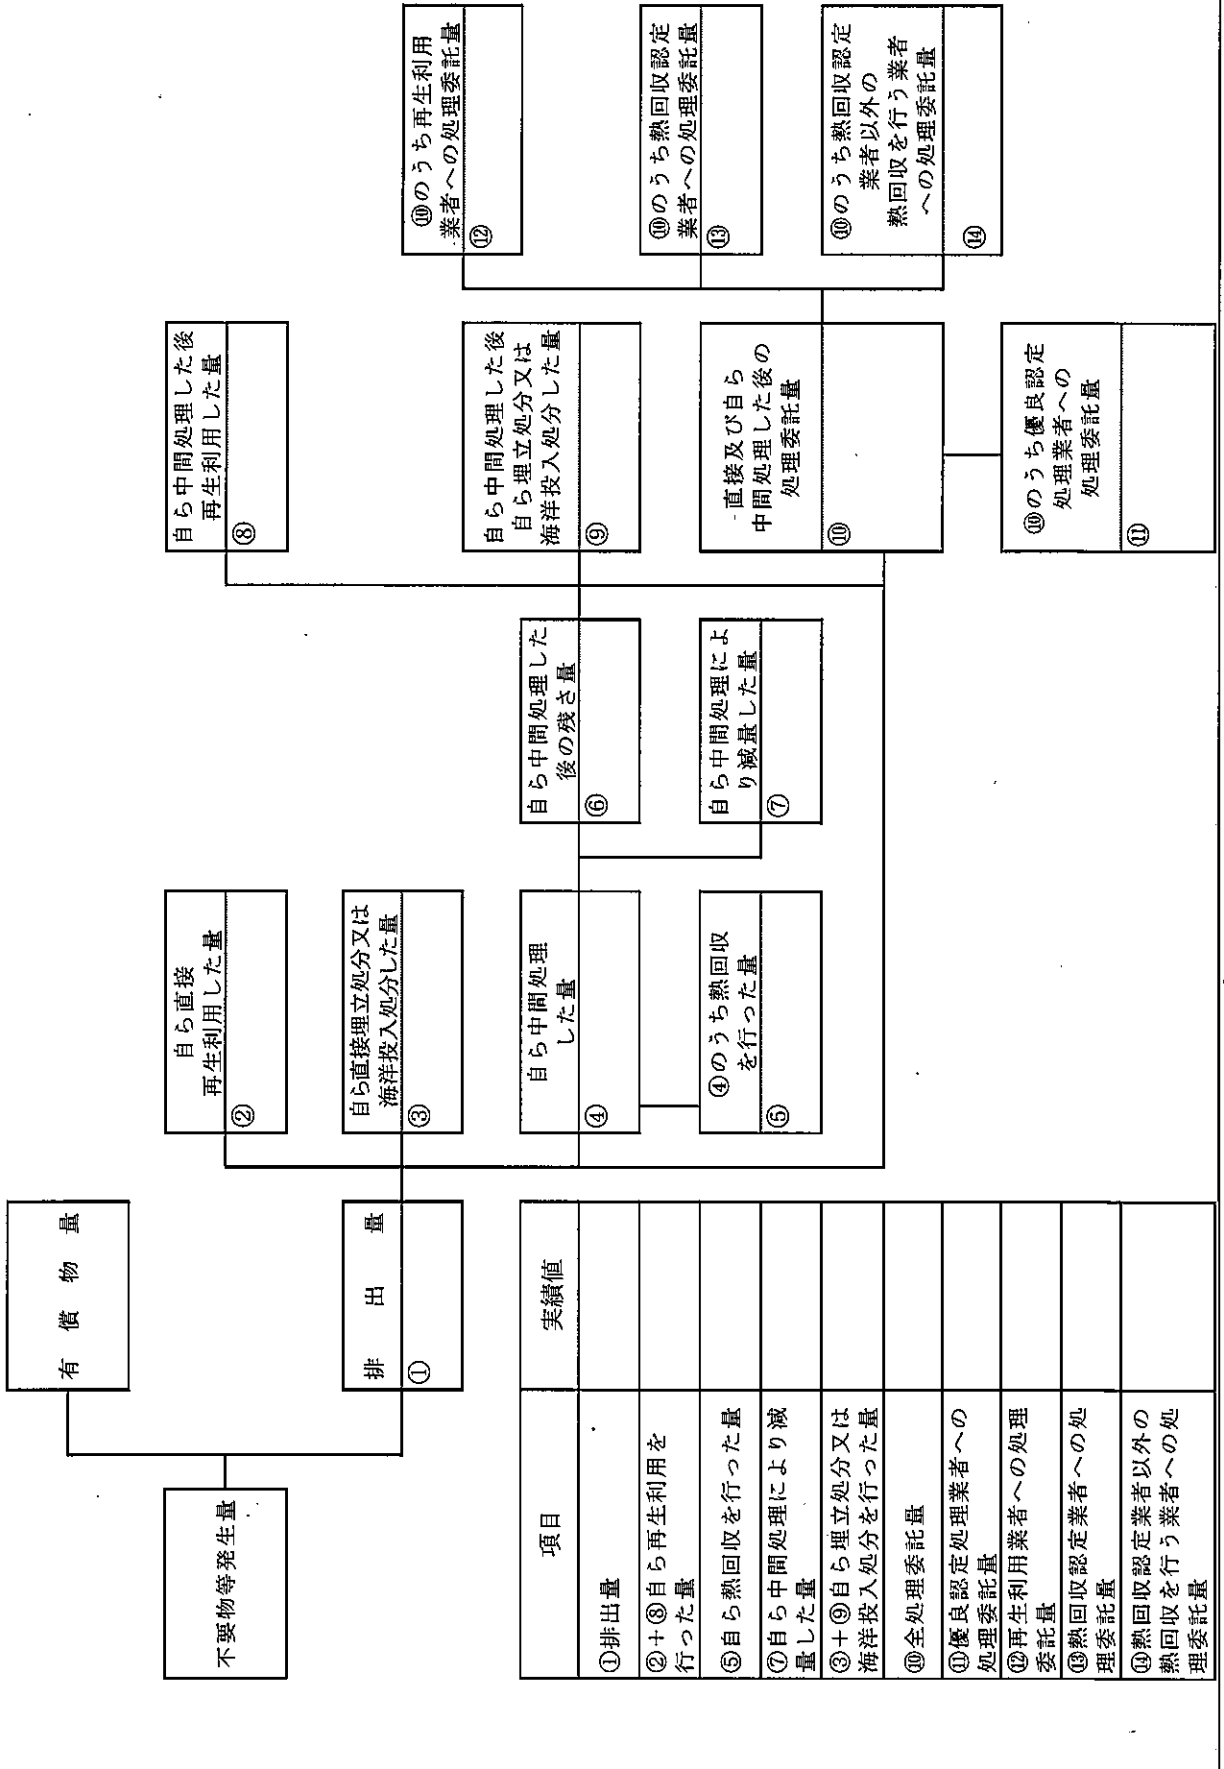 不要物等発生量
有償物量
排出量
①
自ら直接
再生利用した量
②
自ら直接埋立処分又は
海洋投入処分した量
③
自ら中間処理
した量
④
④のうち熱回収
を行った量
⑤
自ら中間処理した
後の残さ量
⑥
自ら中間処理によ
り減量した量
⑦
自ら中間処理した後
再生利用した量
⑧
自ら中間処理した後
自ら埋立処分又は
海洋投入処分した量
⑨
直接及び自ら
中間処理した後の
処理委託量
⑩
⑩のうち優良認定
処理業者への
処理委託量
⑪
⑩のうち再生利用
業者への処理委託量
⑫
⑩のうち熱回収認定
業者への処理委託量
⑬
⑩のうち熱回収認定
業者以外の
熱回収を行う業者
への処理委託量
⑭
項目
実績値
①排出量
②+⑧自ら再生利用を
行った量
⑤自ら熱回収を行った量
⑦自ら中間処理により減
量した量
③+⑨自ら埋立処分又は
海洋投入処分を行った量
⑩全処理委託量
⑪優良認定処理業者への
処理委託量
⑫再生利用業者への処理
委託量
⑬熱回収認定業者への処
理委託量
⑭熱回収認定業者以外の
熱回収を行う業者への処
理委託量